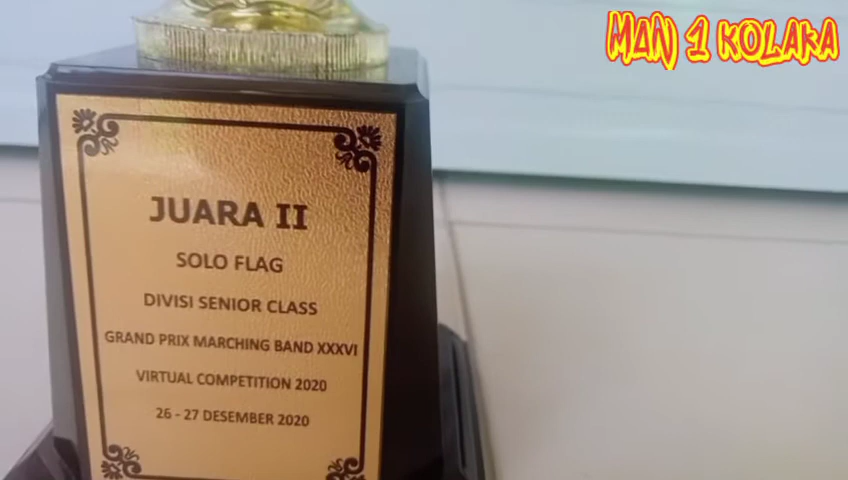 MAN 1 KOLAKA
JUARA II
SOLO FLAG
DIVISI SENIOR CLASS
GRAND PRIX MARCHING BAND XXXVI
VIRTUAL COMPETITION 2020
26 - 27 DESEMBER 2020